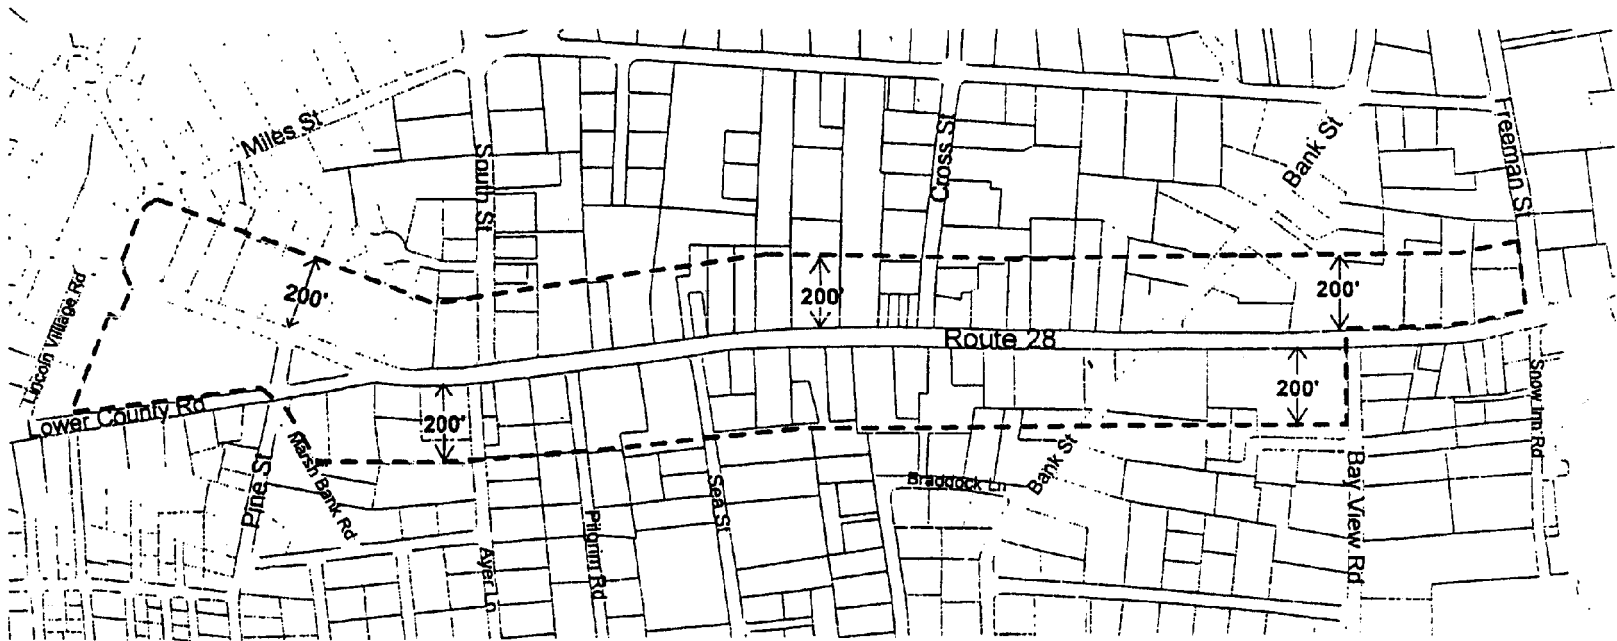 Miles St
South St
Cross St
Bank St
Freeman St
200'
200'
200'
Lincoln Village Rd
Route 28
Lower County Rd
200'
200'
Snow Inn Rd
Marsh Bank Rd
Pine St
Sea St
Braddock Ln
Bank St
Bay View Rd
Pilgrim Rd
Ayer Ln